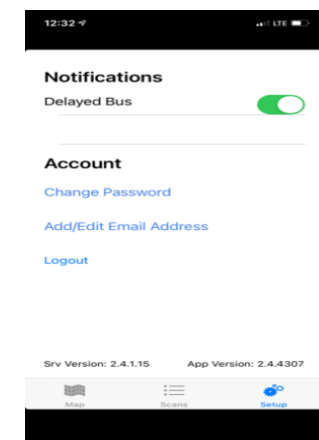 12:32 LTE
Notifications
Delayed Bus
Account
Change Password
Add/Edit Email Address
Logout
Srv Version: 2.4.1.15 App Version: 2.4.4307
Map Scans Setup